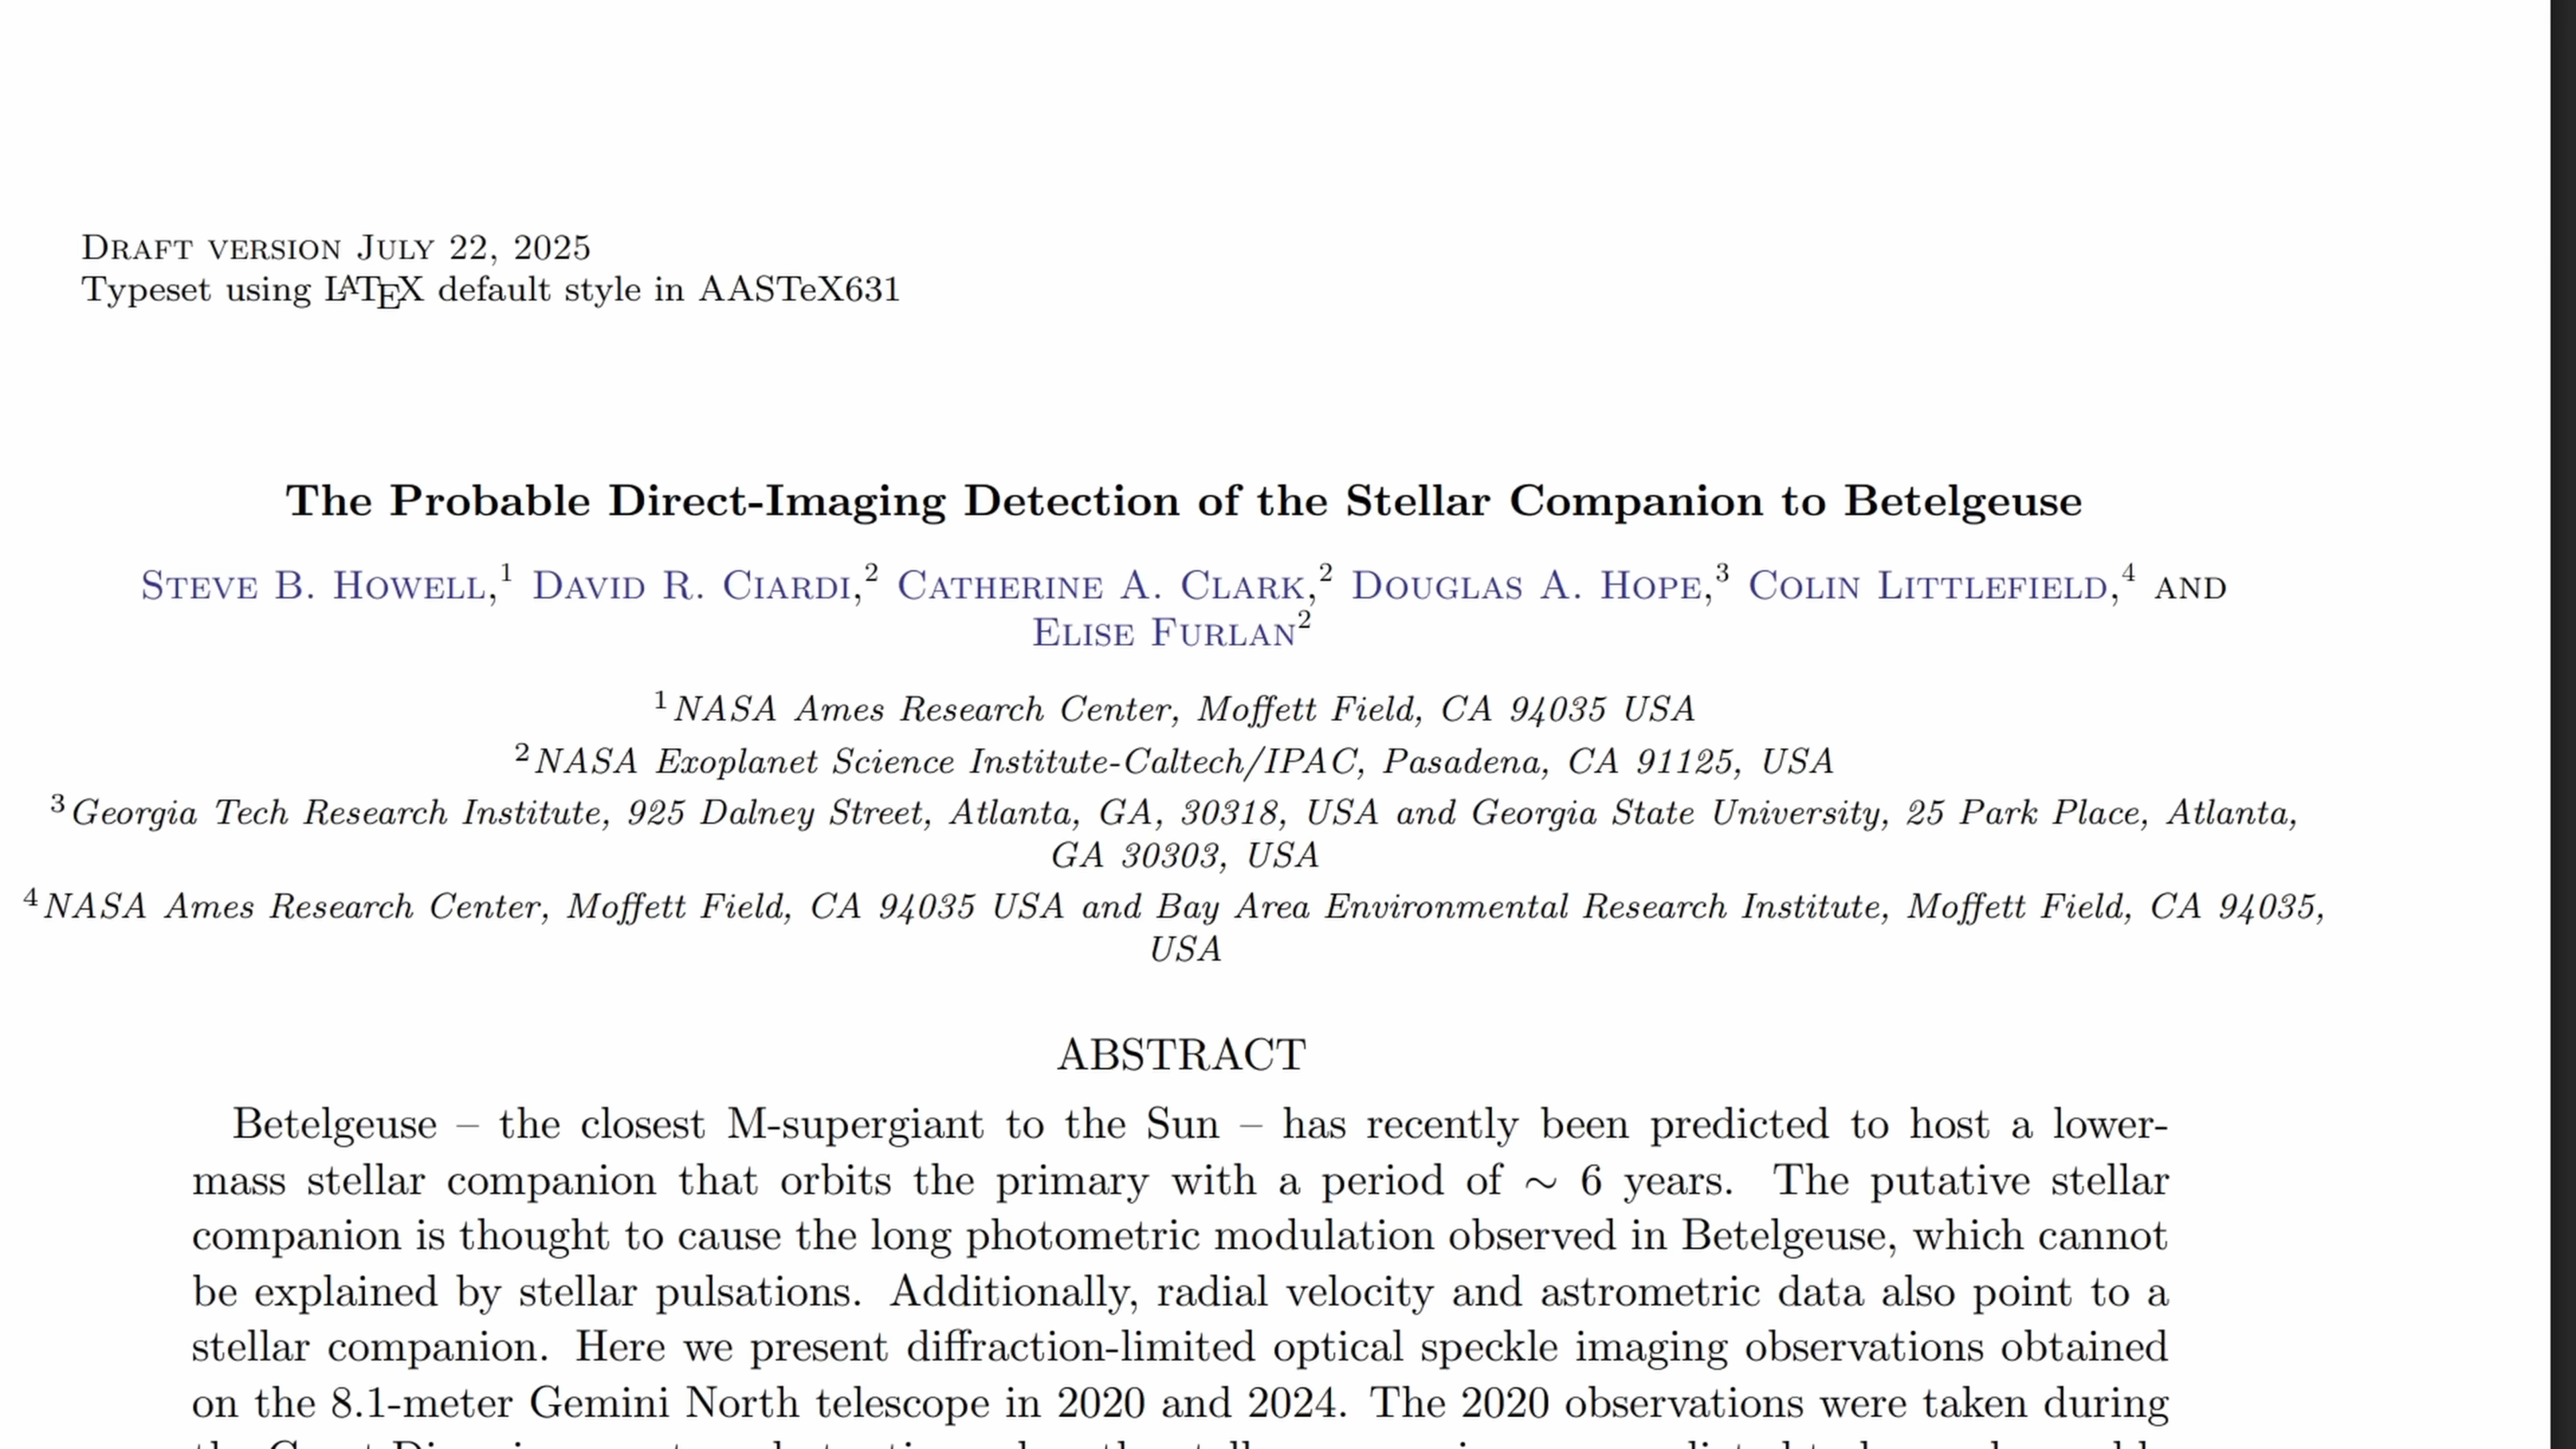 DRAFT VERSION JULY 22, 2025
Typeset using LATEX default style in AASTeX631
The Probable Direct-Imaging Detection of the Stellar Companion to Betelgeuse
STEVE B. HOWELL,1 DAVID R. CIARDI,2 CATHERINE A. CLARK,2 DOUGLAS A. HOPE,3 COLIN LITTLEFIELD,4 AND
ELISE FURLAN2
1 NASA Ames Research Center, Moffett Field, CA 94035 USA
2 NASA Exoplanet Science Institute-Caltech/IPAC, Pasadena, CA 91125, USA
3 Georgia Tech Research Institute, 925 Dalney Street, Atlanta, GA, 30318, USA and Georgia State University, 25 Park Place, Atlanta,
GA 30303, USA
4 NASA Ames Research Center, Moffett Field, CA 94035 USA and Bay Area Environmental Research Institute, Moffett Field, CA 94035,
USA
ABSTRACT
Betelgeuse – the closest M-supergiant to the Sun – has recently been predicted to host a lower-
mass stellar companion that orbits the primary with a period of ~ 6 years. The putative stellar
companion is thought to cause the long photometric modulation observed in Betelgeuse, which cannot
be explained by stellar pulsations. Additionally, radial velocity and astrometric data also point to a
stellar companion. Here we present diffraction-limited optical speckle imaging observations obtained
on the 8.1-meter Gemini North telescope in 2020 and 2024. The 2020 observations were taken during